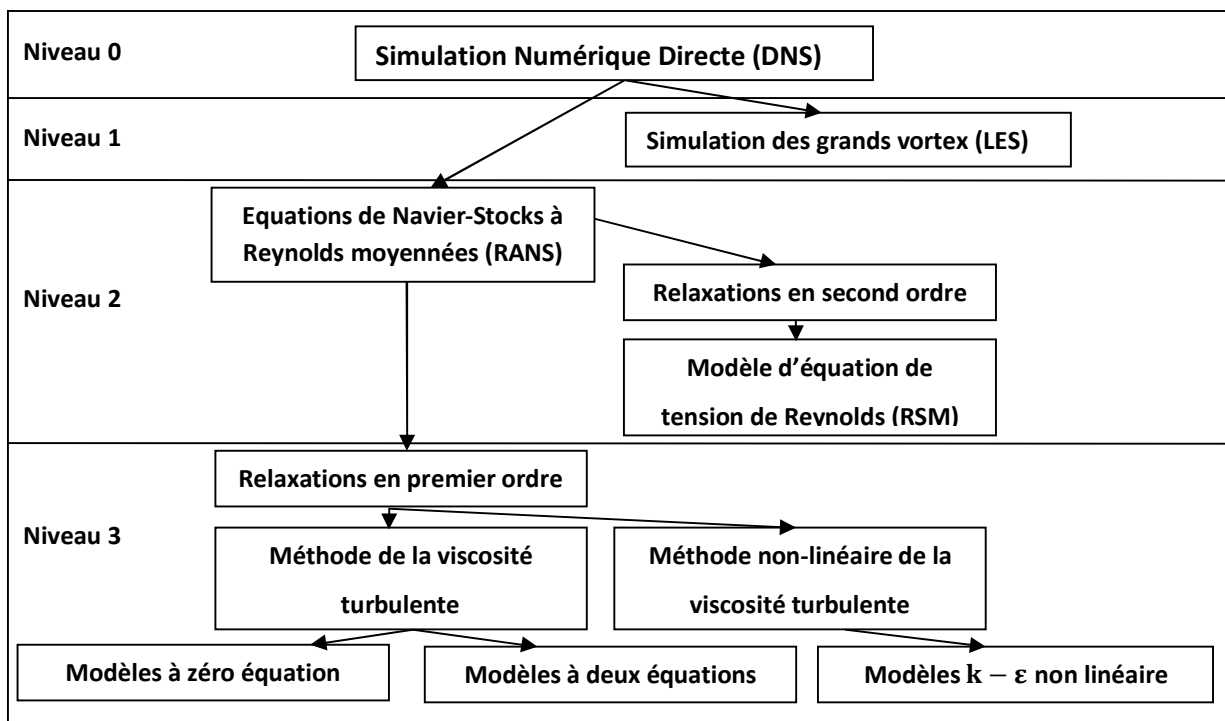 Niveau 0
Simulation Numérique Directe (DNS)
Niveau 1
Simulation des grands vortex (LES)
Niveau 2
Equations de Navier-Stocks à
Reynolds moyennées (RANS)
Relaxations en second ordre
Modèle d’équation de
tension de Reynolds (RSM)
Niveau 3
Relaxations en premier ordre
Méthode de la viscosité
turbulente
Méthode non-linéaire de la
viscosité turbulente
Modèles à zéro équation
Modèles à deux équations
Modèles k − ε non linéaire